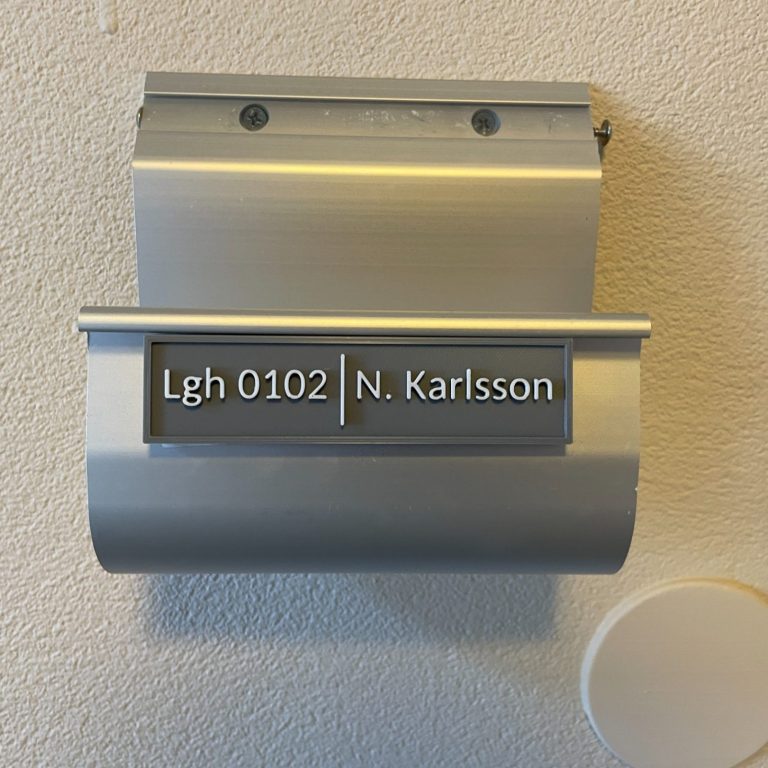 Lgh 0102 | N. Karlsson